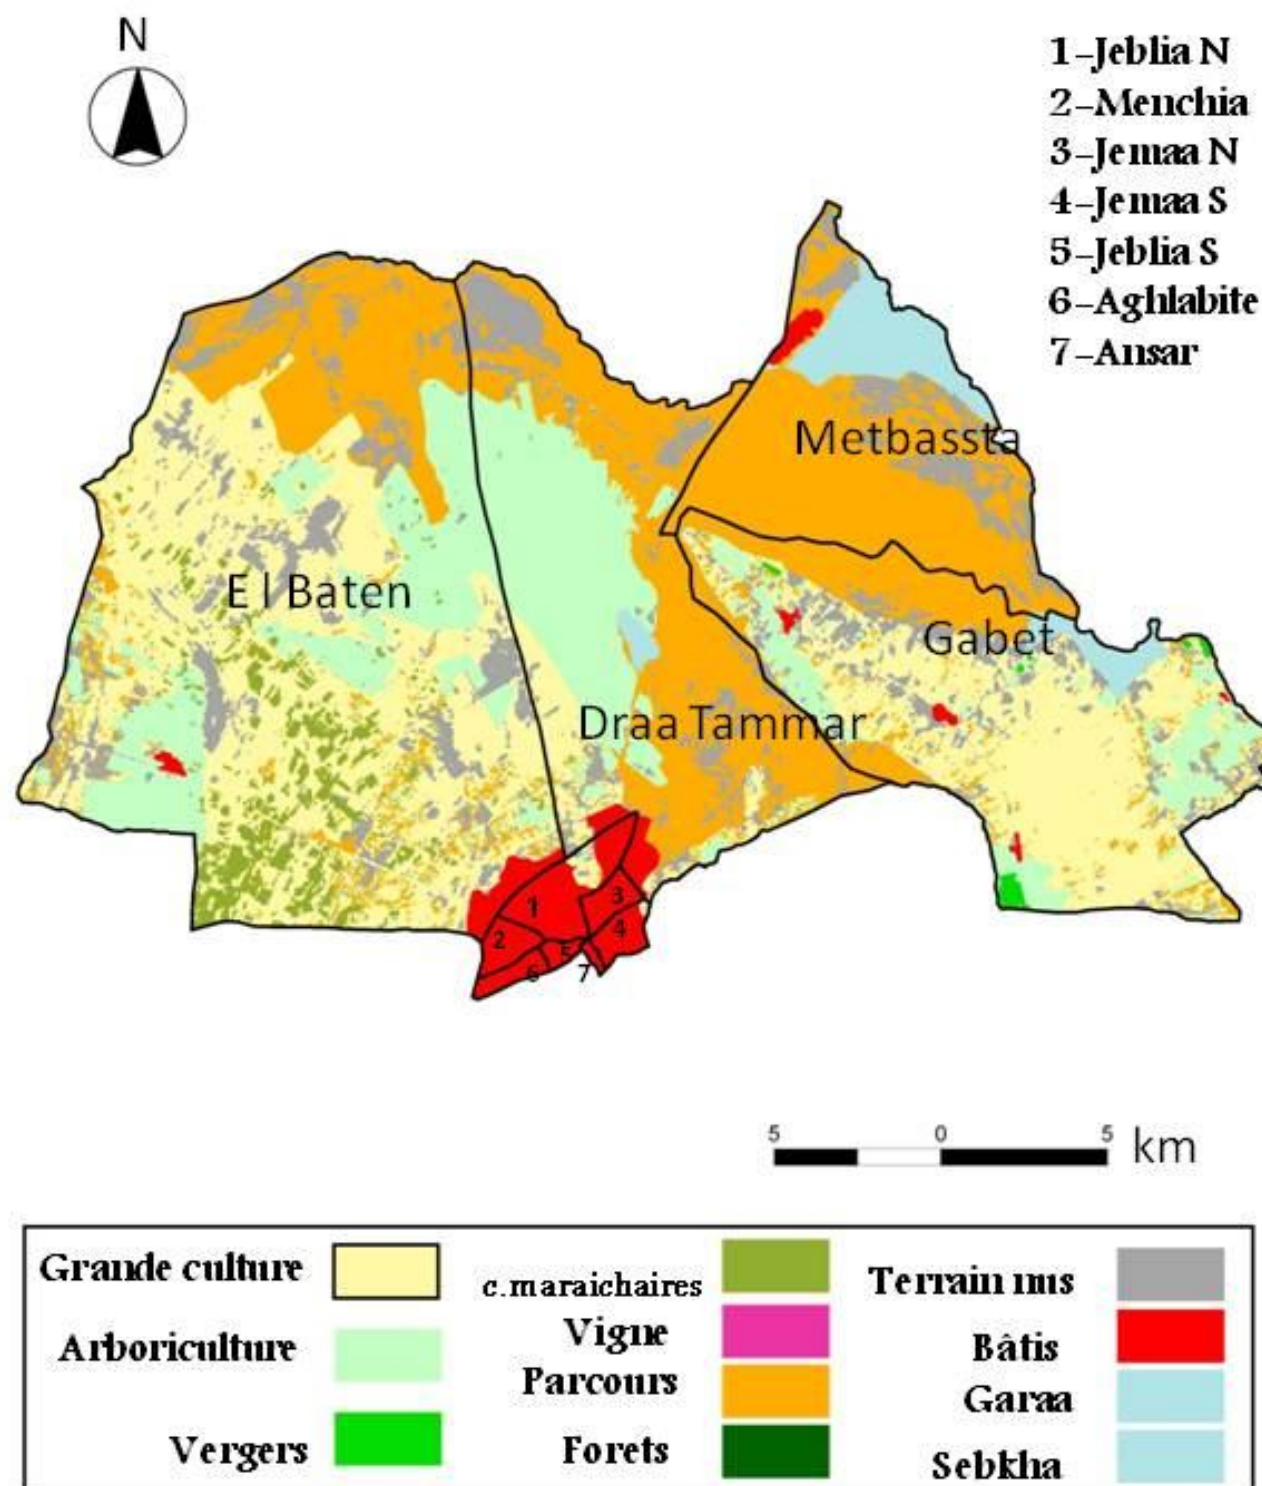 N
1-Jeblia N
2-Menchia
3-Jemaa N
4-Jemaa S
5-Jeblia S
6-Aghlabite
7-Ansar
Metbassta
E l Baten
Gabet
Draa Tammar
1
3
2
4
5
6
7
5 0 5 km
Grande culture
c.maraichaires
Terrain nus
Arboriculture
Vigne
Bâtis
Parcours
Garaa
Vergers
Forets
Sebkha